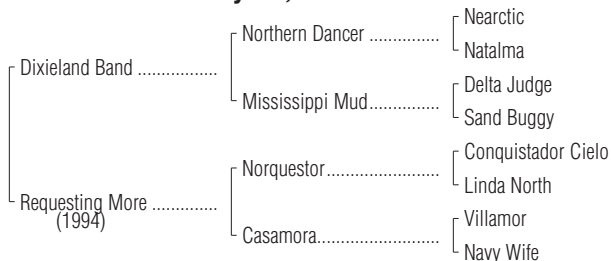 Nearctic
Northern Dancer ...............
Natalma
Dixieland Band .................
Delta Judge
Mississippi Mud...............
Sand Buggy
Conquistador Cielo
Norquestor........................
Linda North
Requesting More ..............
(1994)
Villamor
Casamora..........................
Navy Wife